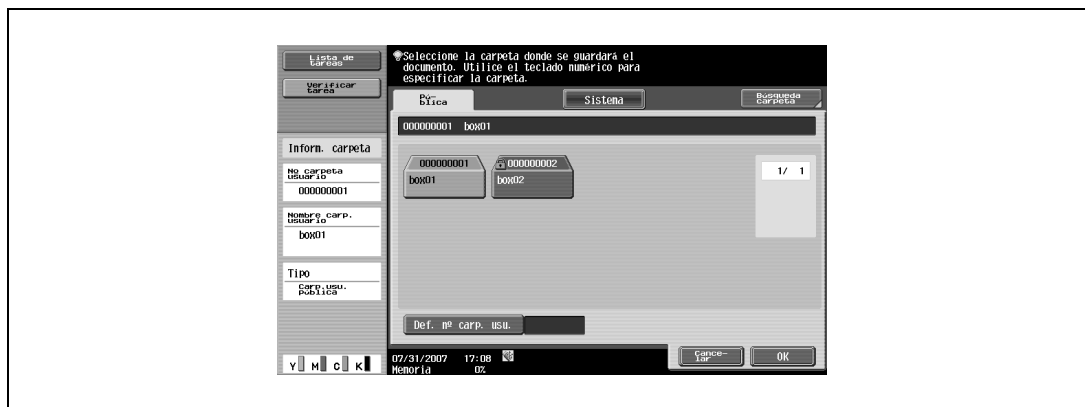 Lista de
tareas
Verificar
tarea
Seleccione la carpeta donde se guardará el
documento. Utilice el teclado numérico para
especificar la carpeta.
Pú-
blica
Sistema
Búsqueda
carpeta
000000001 box01
Inform. carpeta
No carpeta
usuario
000000001
Nombre carp.
usuario
box01
Tipo
Carp.usu.
pública
000000001
box01
000000002
box02
1/ 1
Def. nº carp. usu.
Cance-
lar
OK
07/31/2007 17:08
Memoria 0%
Y M C K